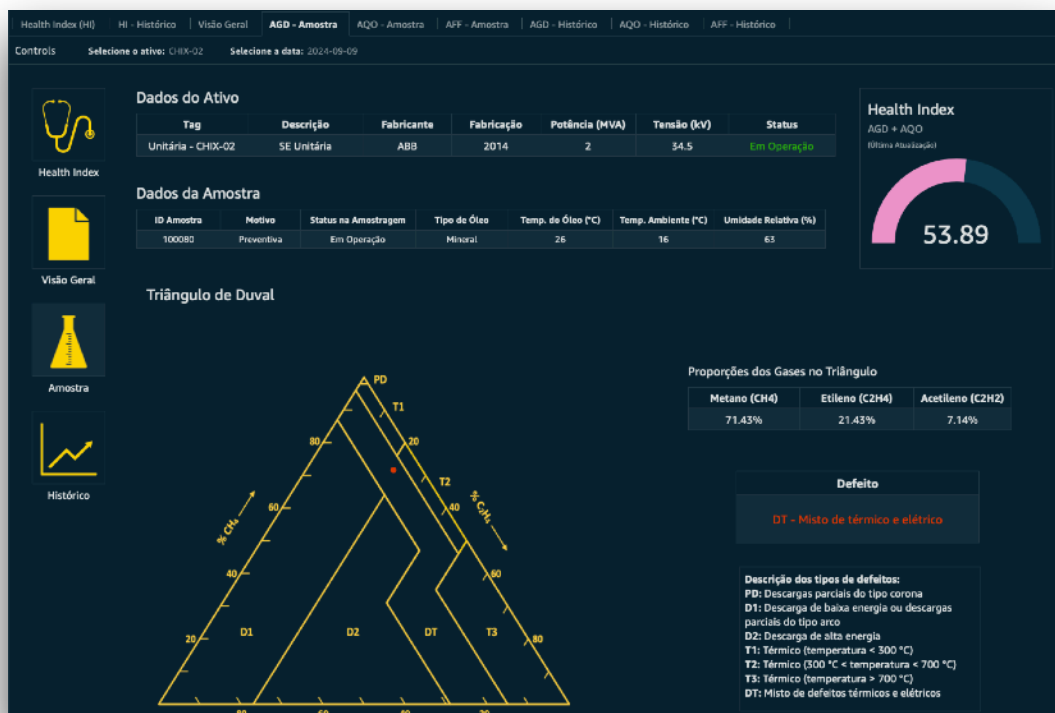 Health Index (HI) HI - Histórico Visão Geral AGD - Amostra AQO - Amostra AFF - Amostra AGD - Histórico AQO - Histórico AFF - Histórico
Controls Selecione o ativo: CHIX-02 Selecione a data: 2024-09-09
Health Index
Visão Geral
Amostra
Histórico
Dados do Ativo
Tag Descrição Fabricante Fabricação Potência (MVA) Tensão (kV) Status
Unitária - CHIX-02 SE Unitária ABB 2014 2 34.5 Em Operação
Dados da Amostra
ID Amostra Motivo Status na Amostragem Tipo de Óleo Temp. do Óleo (°C) Temp. Ambiente (°C) Umidade Relativa (%)
100080 Preventiva Em Operação Mineral 26 16 63
Health Index
AGD + AQO
(Última Atualização)
53.89
Triângulo de Duval
PD
T1
80 20
T2
60 40
% CH₄ % C₂H₄
40 60
20 D1 D2 DT T3 80
80 60 40 20
Proporções dos Gases no Triângulo
Metano (CH4) Etileno (C2H4) Acetileno (C2H2)
71.43% 21.43% 7.14%
Defeito
DT - Misto de térmico e elétrico
Descrição dos tipos de defeitos:
PD: Descargas parciais do tipo corona
D1: Descarga de baixa energia ou descargas
parciais do tipo arco
D2: Descarga de alta energia
T1: Térmico (temperatura < 300 °C)
T2: Térmico (300 °C < temperatura < 700 °C)
T3: Térmico (temperatura > 700 °C)
DT: Misto de defeitos térmicos e elétricos